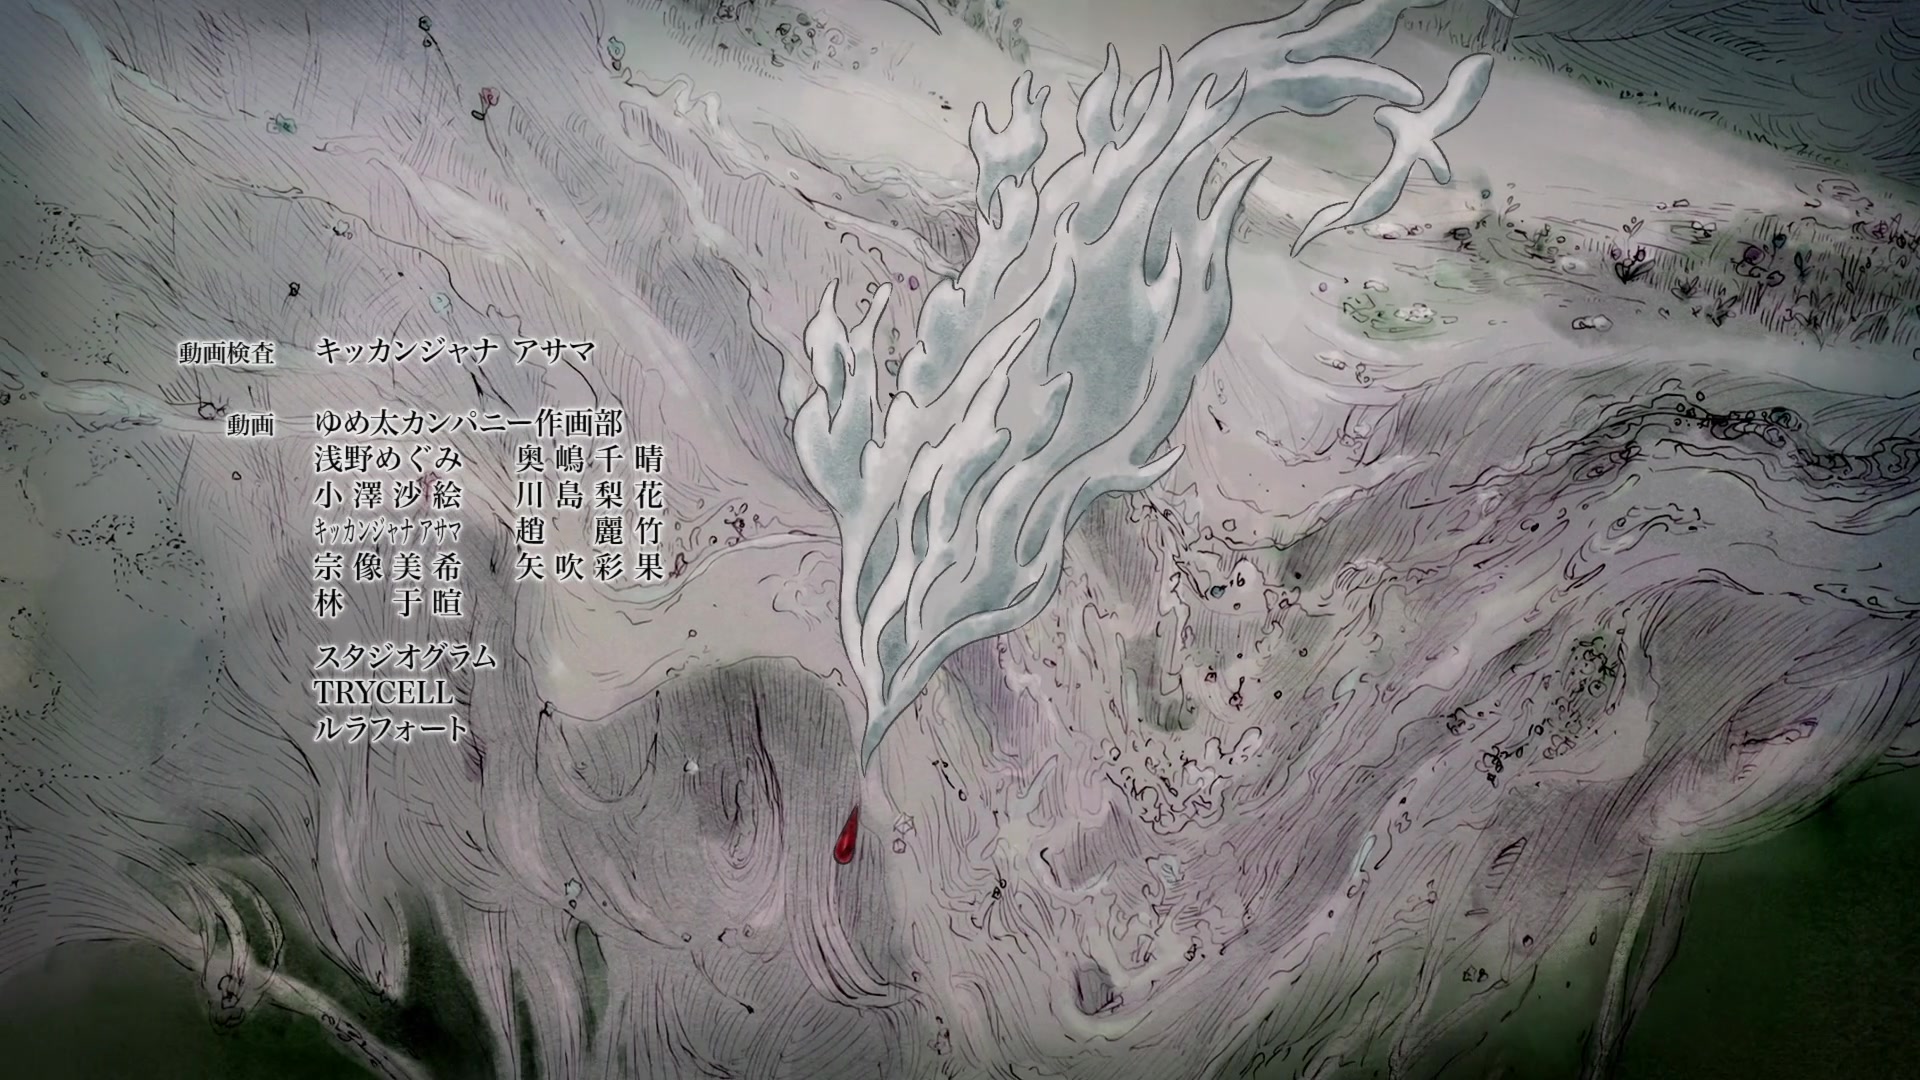 動画検査 キッカンジャナ アサマ
動画 ゆめ太カンパニー作画部
浅野めぐみ 奥嶋千晴
小澤沙絵 川島梨花
キッカンジャナ アサマ 趙麗竹
宗像美希 矢吹彩果
林于暄
スタジオグラム
TRYCELL
ルラフォート